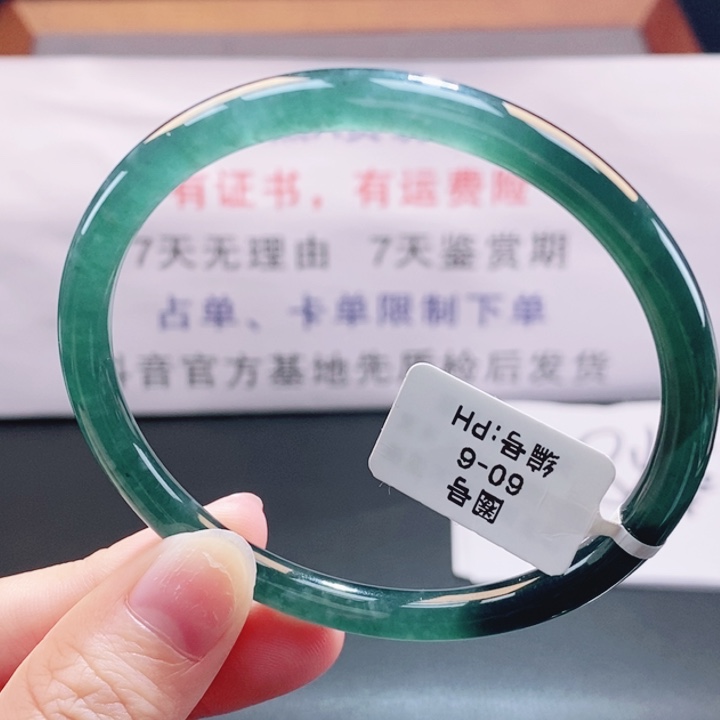 有证书，有运费险
7天无理由 7天鉴赏期
占单、卡单限制下单
抖音官方基地先质检后发货
圈号
60-6
编号:PH